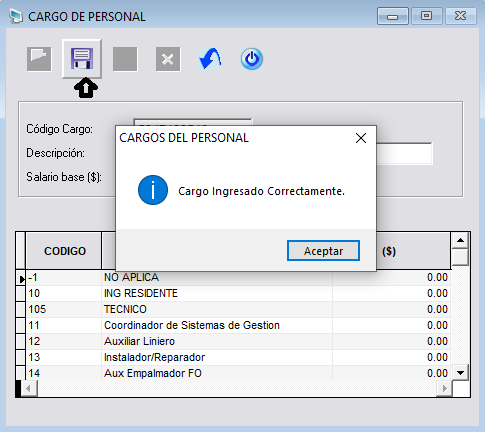 CARGO DE PERSONAL
Código Cargo:
Descripción:
Salario base ($):
CARGOS DEL PERSONAL
Cargo Ingresado Correctamente.
Aceptar
CODIGO ($)
-1 NO APLICA 0.00
10 ING RESIDENTE 0.00
105 TECNICO 0.00
11 Coordinador de Sistemas de Gestion 0.00
12 Auxiliar Liniero 0.00
13 Instalador/Reparador 0.00
14 Aux Empalmador FO 0.00